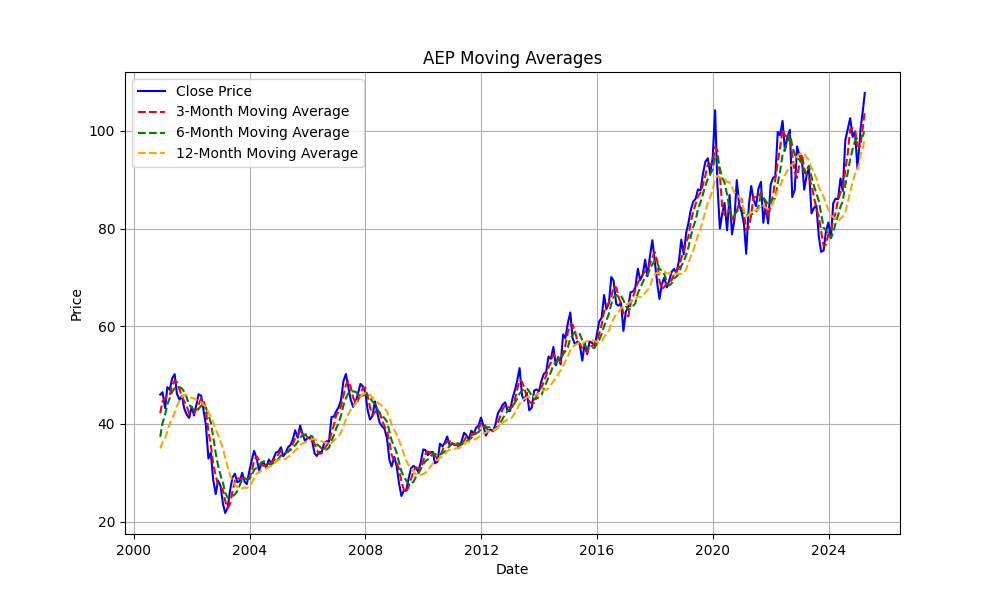 AEP Moving Averages
Close Price
3-Month Moving Average
6-Month Moving Average
12-Month Moving Average
100
80
60
40
20
Price
2000 2004 2008 2012 2016 2020 2024
Date